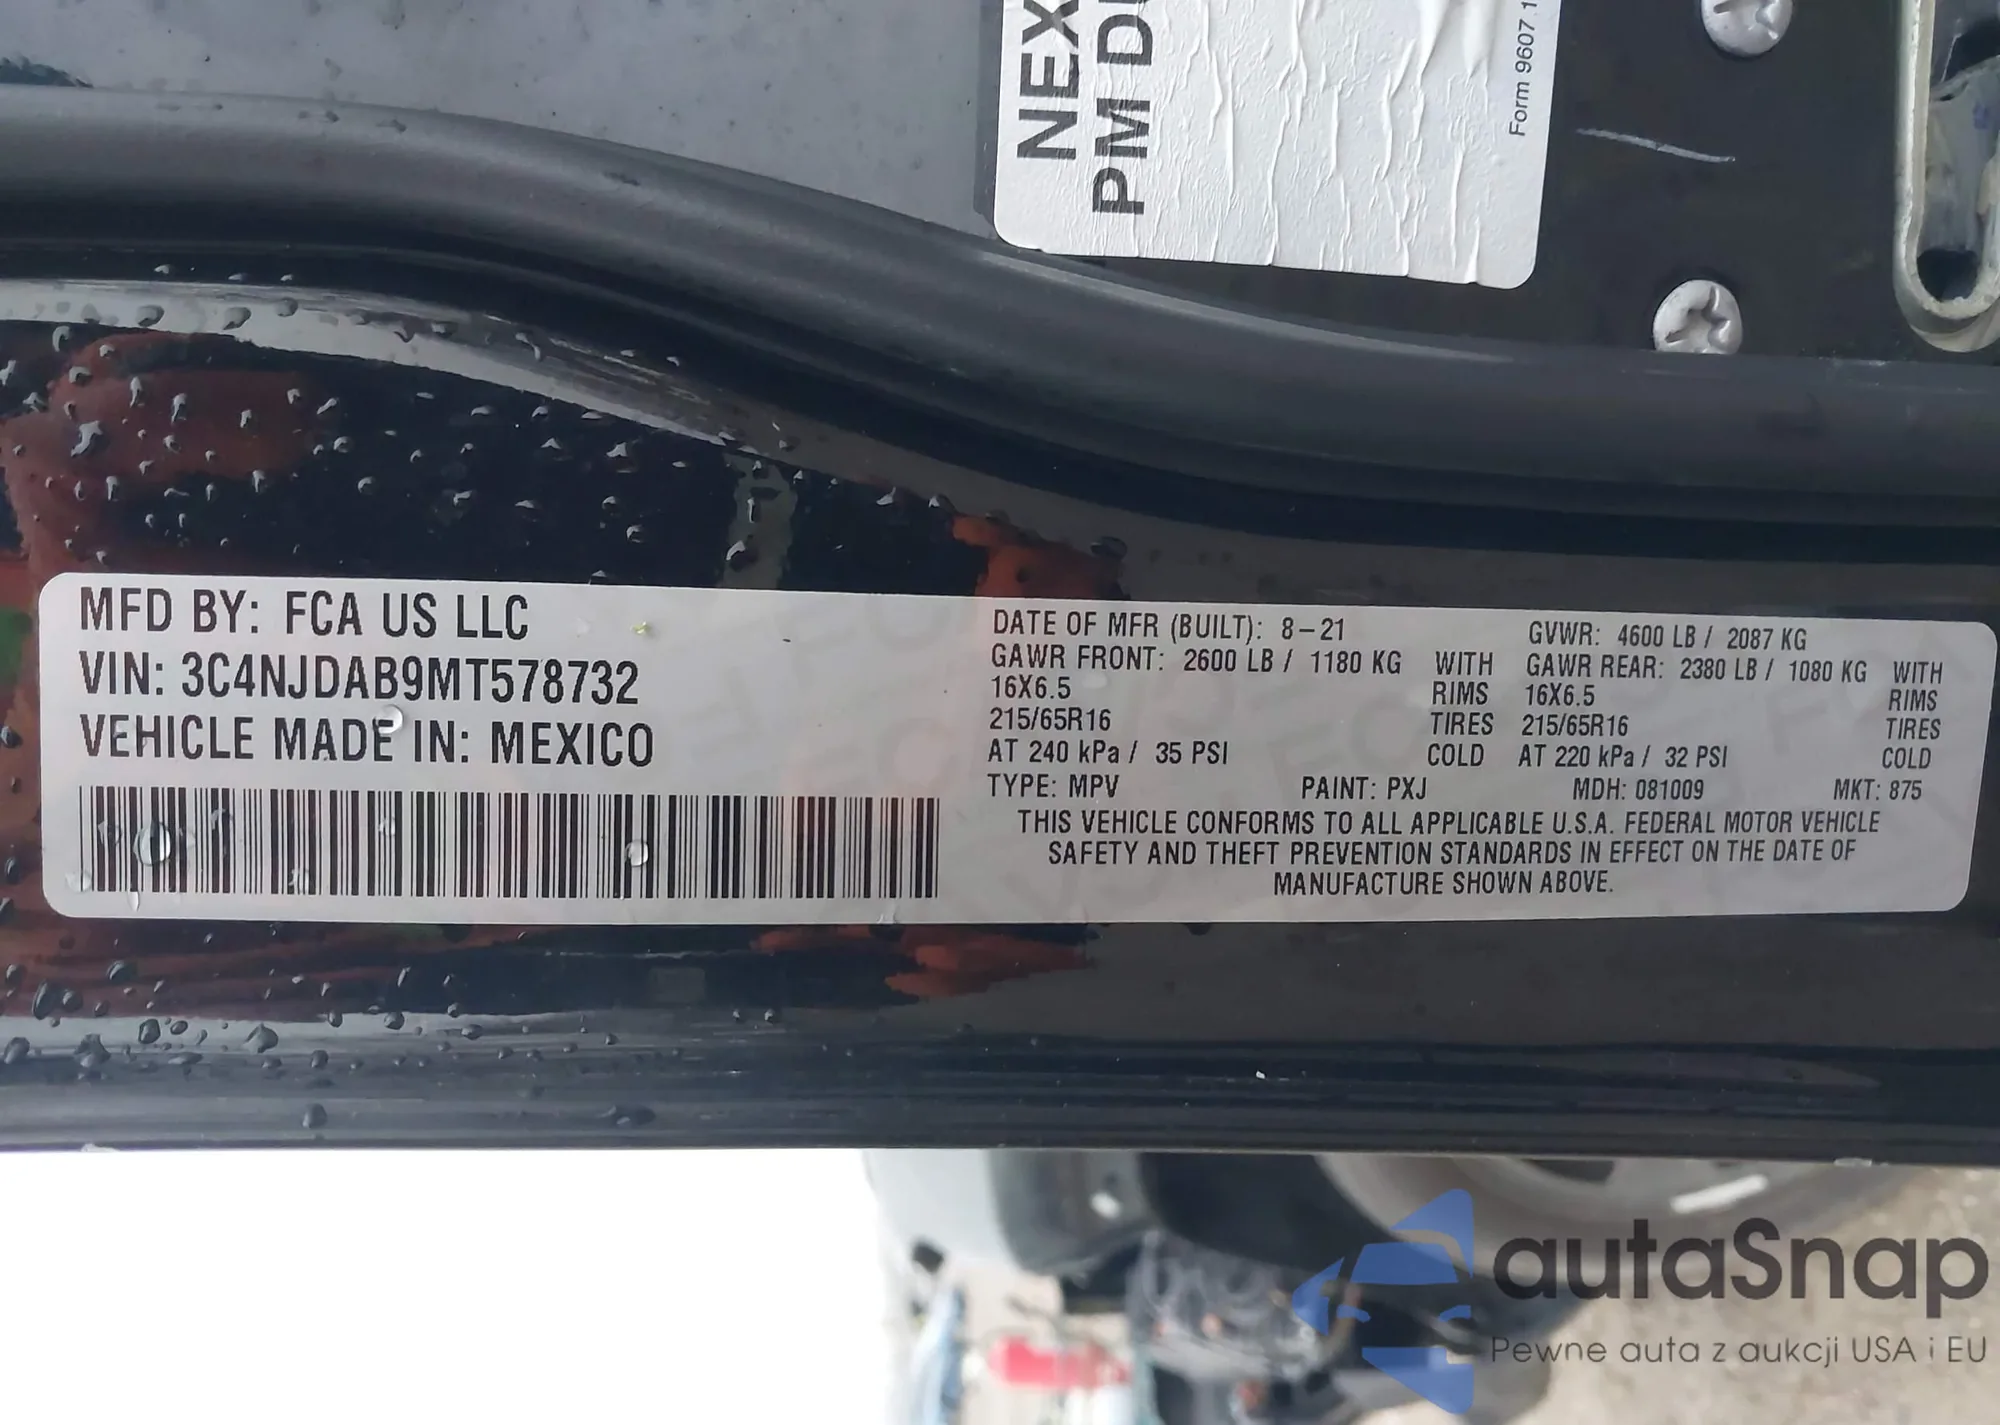 NEX
PM D
Form 9607.1
MFD BY: FCA US LLC
VIN: 3C4NJDAB9MT578732
VEHICLE MADE IN: MEXICO
DATE OF MFR (BUILT): 8-21 GVWR: 4600 LB / 2087 KG
GAWR FRONT: 2600 LB / 1180 KG WITH GAWR REAR: 2380 LB / 1080 KG WITH
16X6.5 RIMS 16X6.5 RIMS
215/65R16 TIRES 215/65R16 TIRES
AT 240 kPa / 35 PSI COLD AT 220 kPa / 32 PSI COLD
TYPE: MPV PAINT: PXJ MDH: 081009 MKT: 875
THIS VEHICLE CONFORMS TO ALL APPLICABLE U.S.A. FEDERAL MOTOR VEHICLE
SAFETY AND THEFT PREVENTION STANDARDS IN EFFECT ON THE DATE OF
MANUFACTURE SHOWN ABOVE.
autaSnap
Pewne auta z aukcji USA i EU